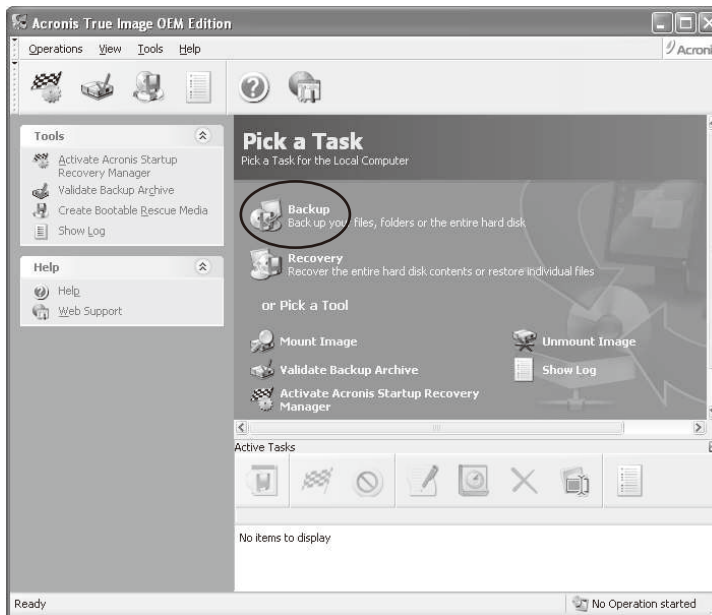 Acronis True Image OEM Edition
Operations View Tools Help
Acronis
Tools
Activate Acronis Startup
Recovery Manager
Validate Backup Archive
Create Bootable Rescue Media
Show Log
Help
Help
Web Support
Pick a Task
Pick a Task for the Local Computer
Backup
Back up your files, folders or the entire hard disk
Recovery
Recover the entire hard disk contents or restore individual files
or Pick a Tool
Mount Image
Unmount Image
Validate Backup Archive
Show Log
Activate Acronis Startup Recovery
Manager
Active Tasks
No items to display
Ready
No Operation started